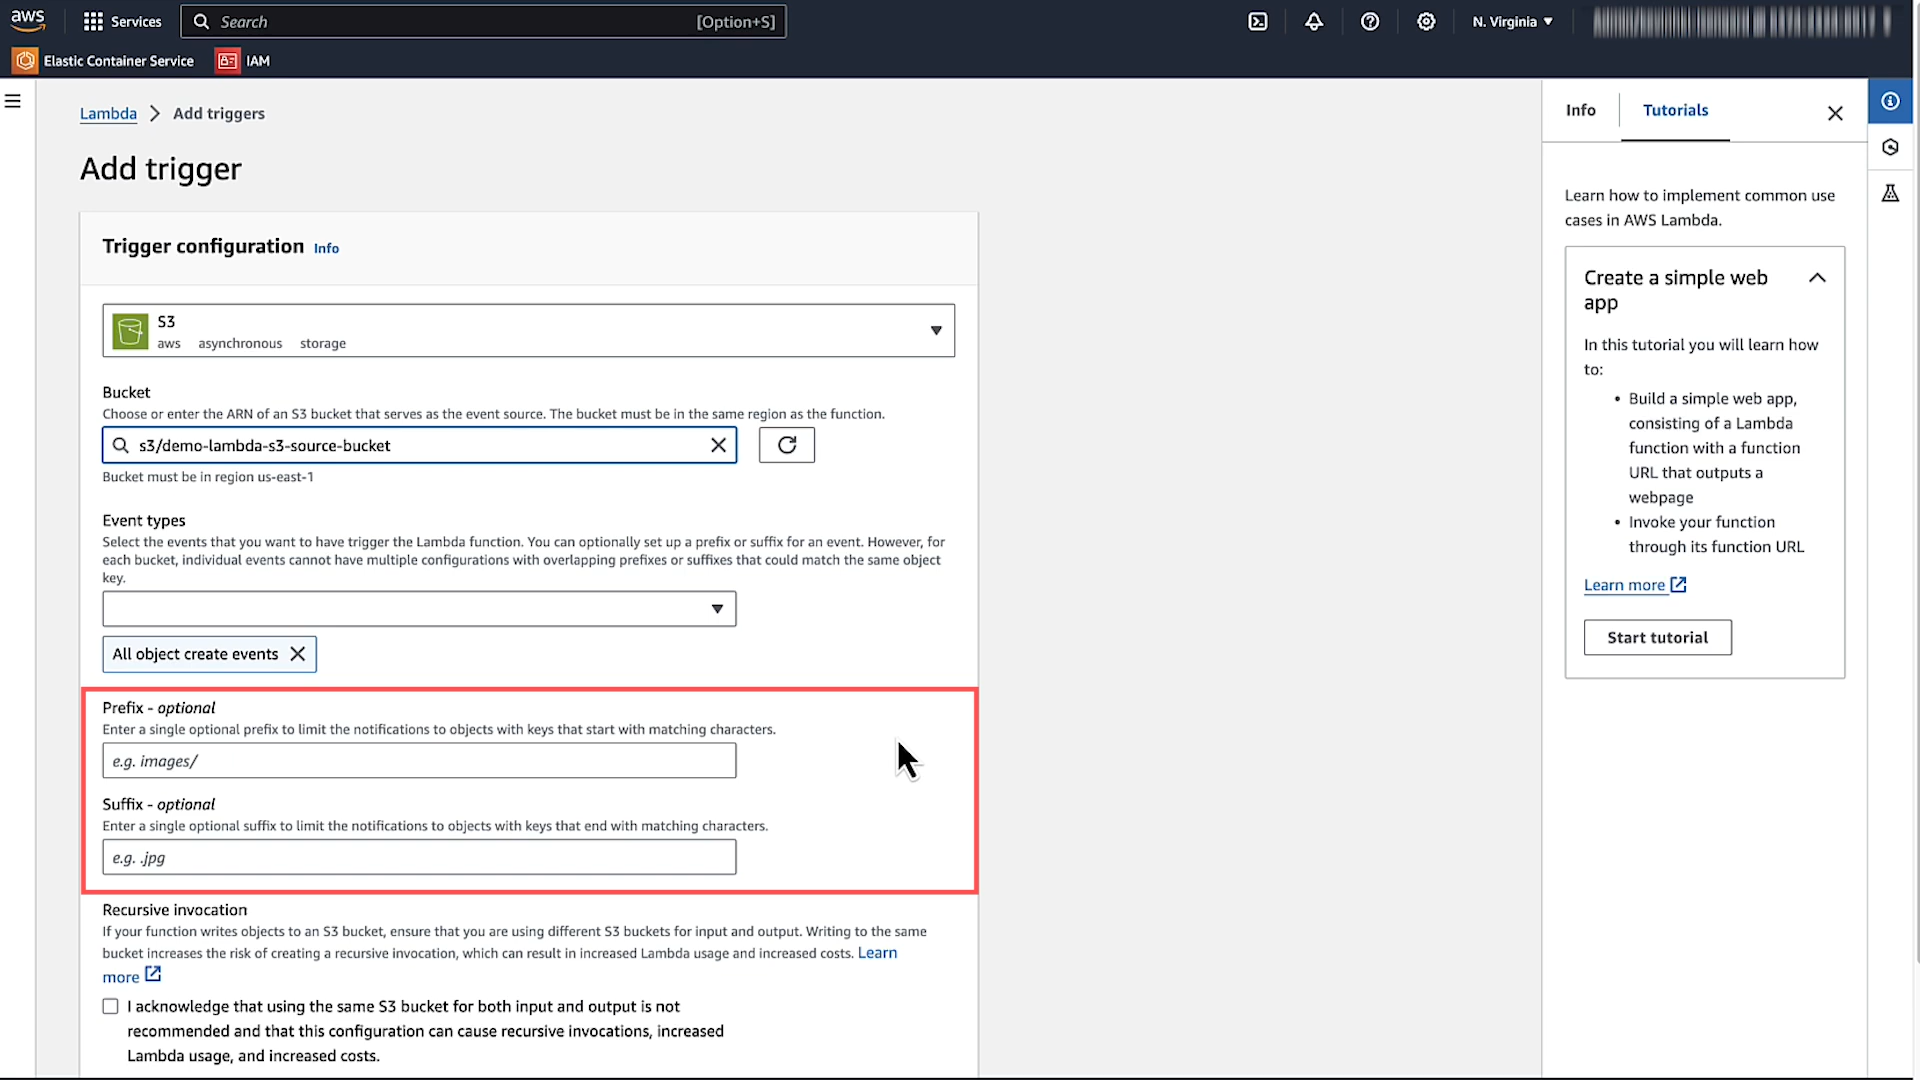 aws
Services
Search
[Option+S]
N. Virginia
Elastic Container Service
IAM
Lambda
Add triggers
Add trigger
Trigger configuration Info
S3
aws asynchronous storage
Bucket
Choose or enter the ARN of an S3 bucket that serves as the event source. The bucket must be in the same region as the function.
s3/demo-lambda-s3-source-bucket
Bucket must be in region us-east-1
Event types
Select the events that you want to have trigger the Lambda function. You can optionally set up a prefix or suffix for an event. However, for
each bucket, individual events cannot have multiple configurations with overlapping prefixes or suffixes that could match the same object
key.
All object create events
Prefix - optional
Enter a single optional prefix to limit the notifications to objects with keys that start with matching characters.
e.g. images/
Suffix - optional
Enter a single optional suffix to limit the notifications to objects with keys that end with matching characters.
e.g. .jpg
Recursive invocation
If your function writes objects to an S3 bucket, ensure that you are using different S3 buckets for input and output. Writing to the same
bucket increases the risk of creating a recursive invocation, which can result in increased Lambda usage and increased costs. Learn
more
I acknowledge that using the same S3 bucket for both input and output is not
recommended and that this configuration can cause recursive invocations, increased
Lambda usage, and increased costs.
Info
Tutorials
Learn how to implement common use
cases in AWS Lambda.
Create a simple web
app
In this tutorial you will learn how
to:
• Build a simple web app,
consisting of a Lambda
function with a function
URL that outputs a
webpage
• Invoke your function
through its function URL
Learn more
Start tutorial